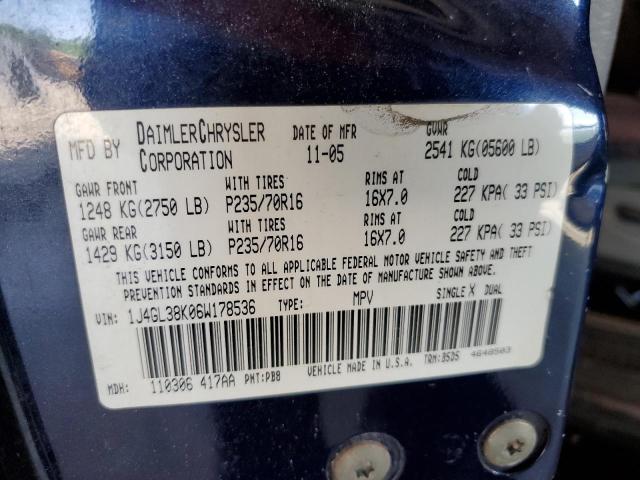 MFD BY DAIMLERCHRYSLER CORPORATION DATE OF MFR 11-05 GVWR 2541 KG(05600 LB)
GAWR FRONT WITH TIRES RIMS AT COLD
1248 KG(2750 LB) P235/70R16 16X7.0 227 KPA( 33 PSI)
GAWR REAR WITH TIRES RIMS AT COLD
1429 KG(3150 LB) P235/70R16 16X7.0 227 KPA( 33 PSI)
THIS VEHICLE CONFORMS TO ALL APPLICABLE FEDERAL MOTOR VEHICLE SAFETY AND THEFT
PREVENTION STANDARDS IN EFFECT ON THE DATE OF MANUFACTURE SHOWN ABOVE.
VIN: 1J4GL38K06W178536 TYPE: MPV SINGLE X DUAL
MDH: 110306 417AA PNT:PB8 VEHICLE MADE IN U.S.A. TRM:B5D5 4648503